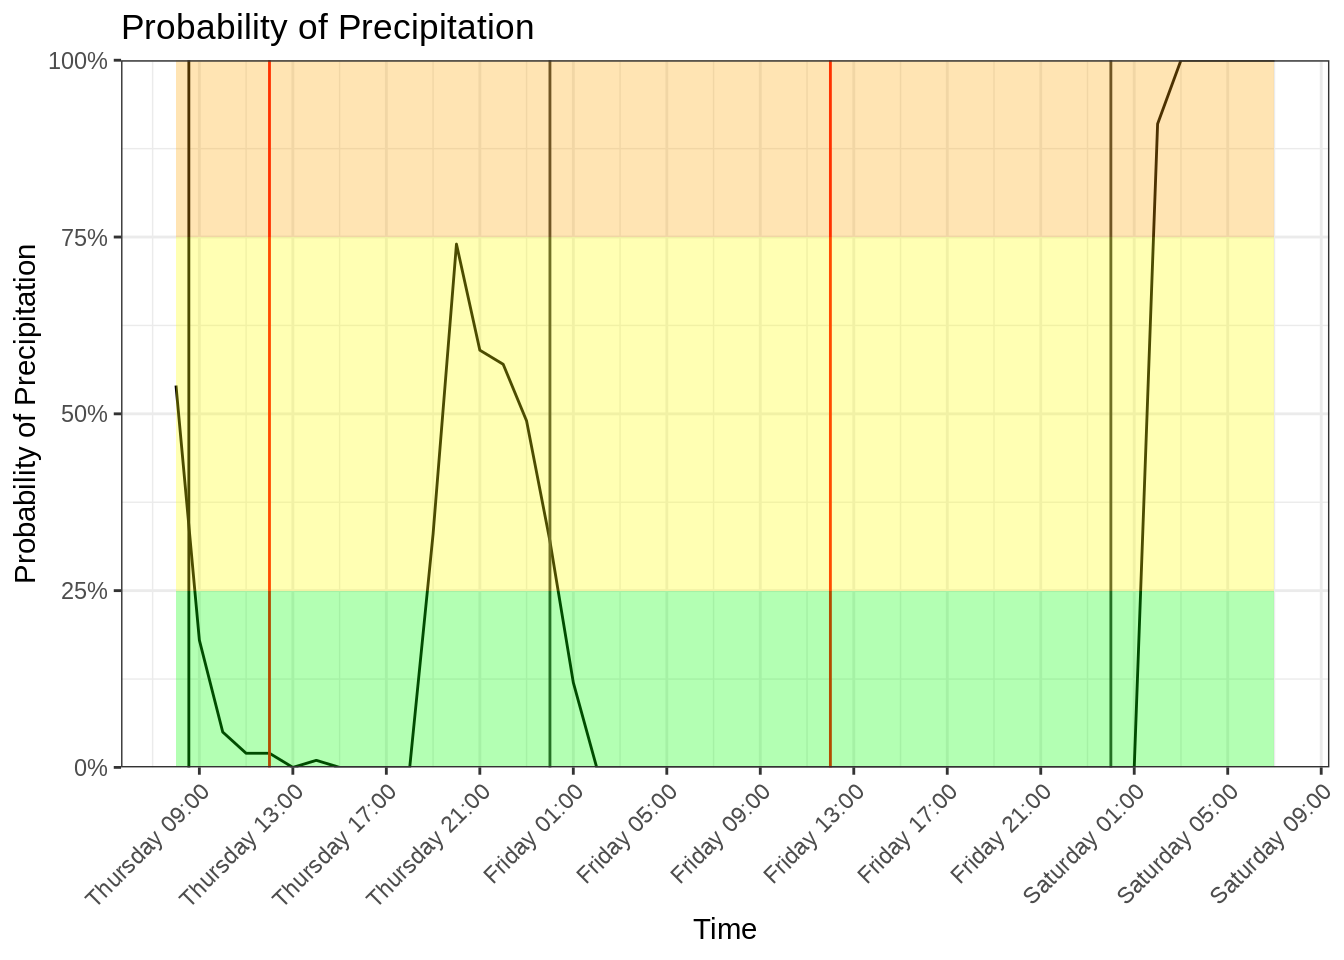 Probability of Precipitation
Probability of Precipitation
100%
75%
50%
25%
0%
Thursday 09:00
Thursday 13:00
Thursday 17:00
Thursday 21:00
Friday 01:00
Friday 05:00
Friday 09:00
Friday 13:00
Friday 17:00
Friday 21:00
Saturday 01:00
Saturday 05:00
Saturday 09:00
Time